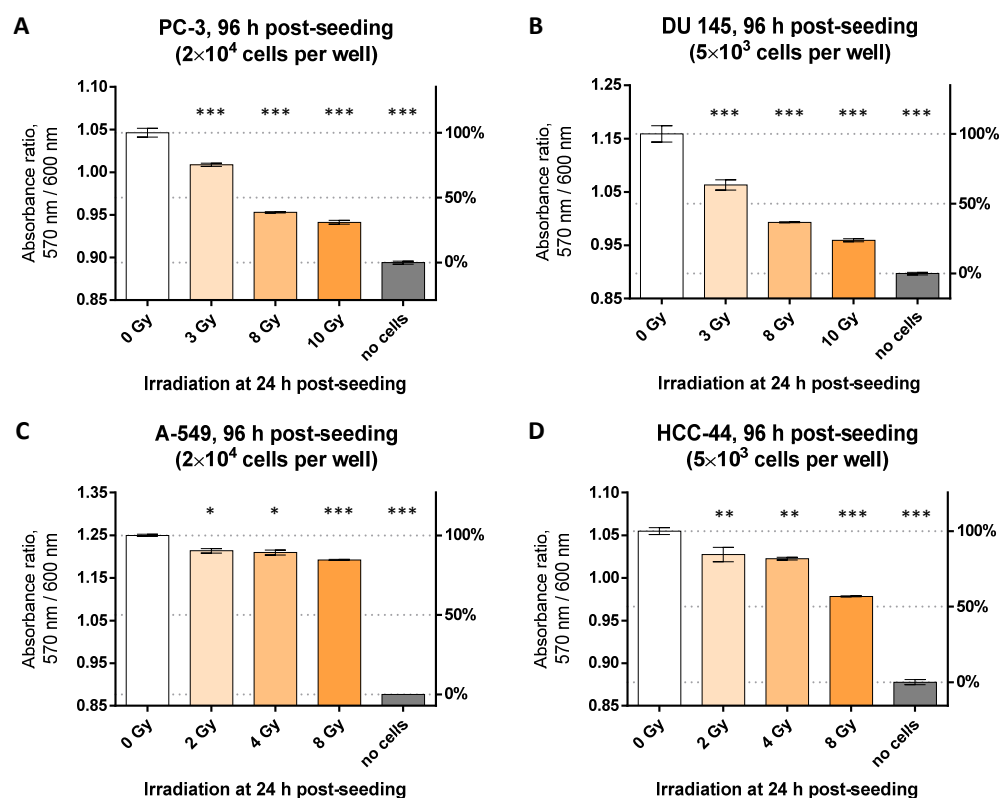 A
PC-3, 96 h post-seeding
(2×10⁴ cells per well)
Absorbance ratio,
570 nm / 600 nm
1.10
1.05
1.00
0.95
0.90
0.85
*** *** *** ***
100%
50%
0%
0 Gy
3 Gy
8 Gy
10 Gy
no cells
Irradiation at 24 h post-seeding
B
DU 145, 96 h post-seeding
(5×10³ cells per well)
Absorbance ratio,
570 nm / 600 nm
1.25
1.15
1.05
0.95
0.85
*** *** *** ***
100%
50%
0%
0 Gy
3 Gy
8 Gy
10 Gy
no cells
Irradiation at 24 h post-seeding
C
A-549, 96 h post-seeding
(2×10⁴ cells per well)
Absorbance ratio,
570 nm / 600 nm
1.35
1.25
1.15
1.05
0.95
0.85
* * *** ***
100%
50%
0%
0 Gy
2 Gy
4 Gy
8 Gy
no cells
Irradiation at 24 h post-seeding
D
HCC-44, 96 h post-seeding
(5×10³ cells per well)
Absorbance ratio,
570 nm / 600 nm
1.10
1.05
1.00
0.95
0.90
0.85
** ** *** ***
100%
50%
0%
0 Gy
2 Gy
4 Gy
8 Gy
no cells
Irradiation at 24 h post-seeding